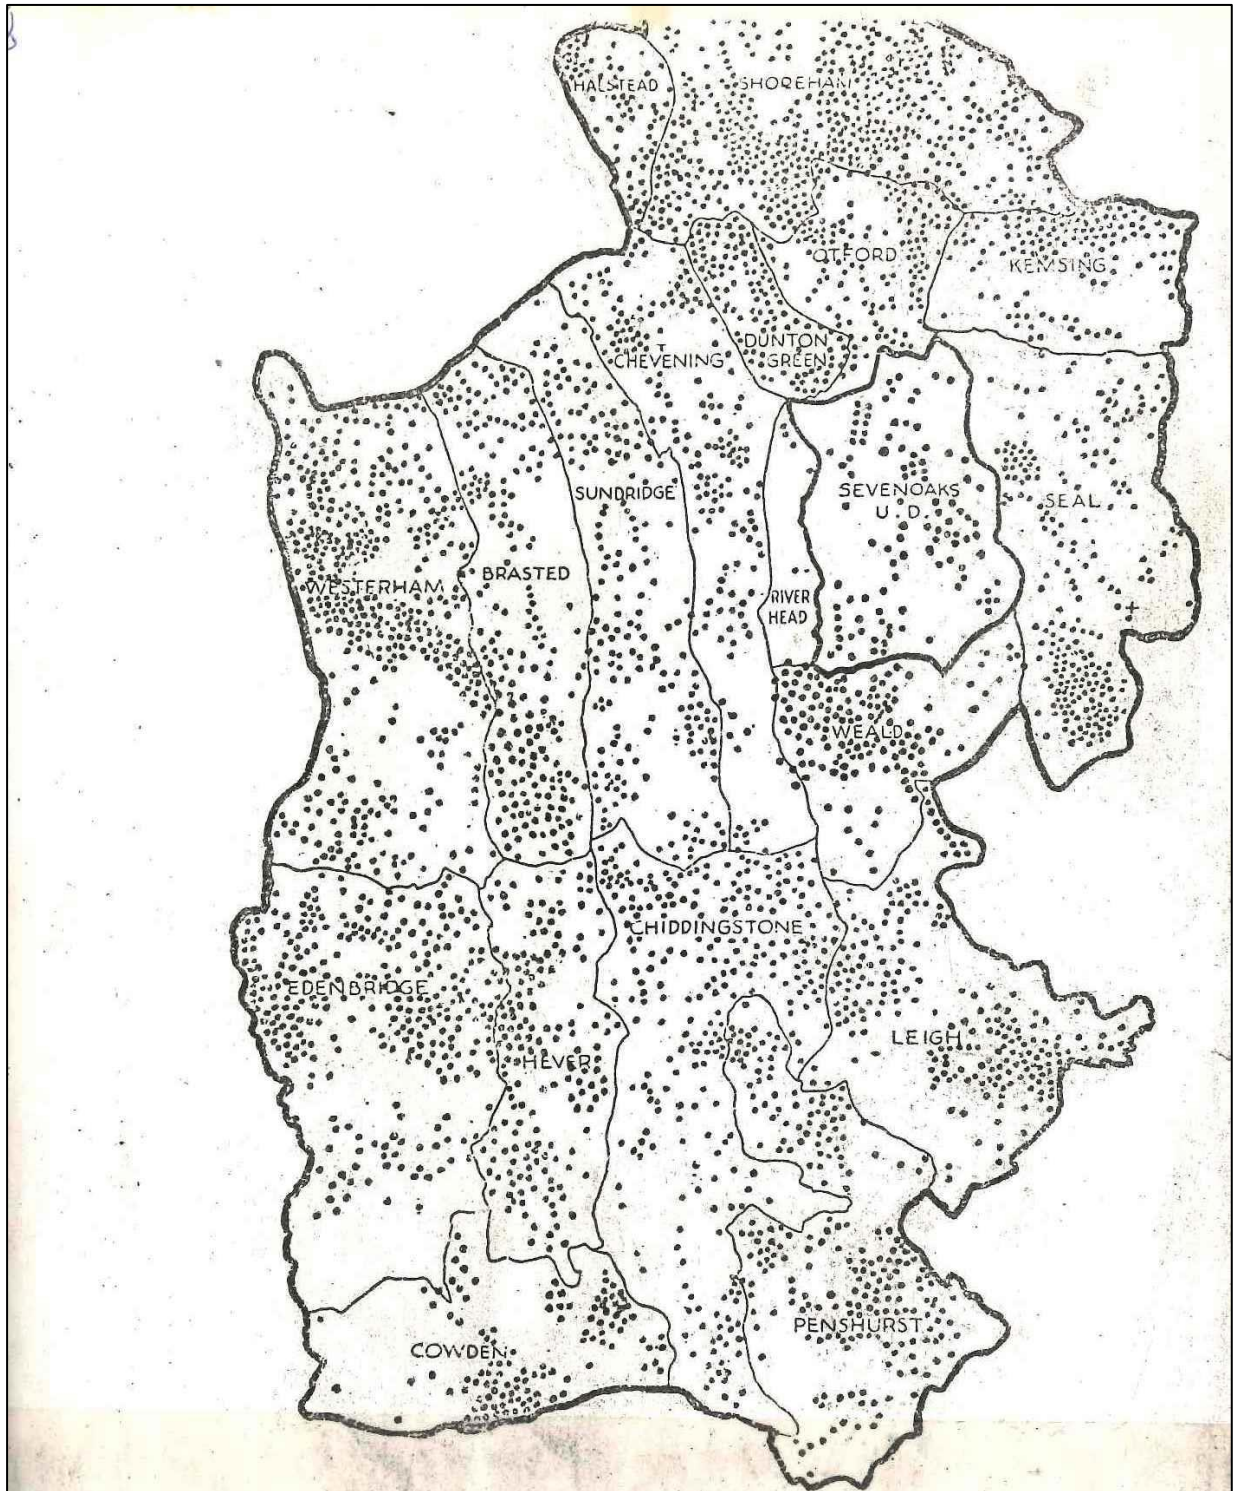 HALSTEAD
SHOREHAM
OTFORD
KEMSING
DUNTON
GREEN
CHEVENING
SUNDRIDGE
SEVENOAKS
U.D.
SEAL
WESTERHAM
BRASTED
RIVER
HEAD
WEALD
CHIDDINGSTONE
EDENBRIDGE
HEVER
LEIGH
PENSHURST
COWDEN